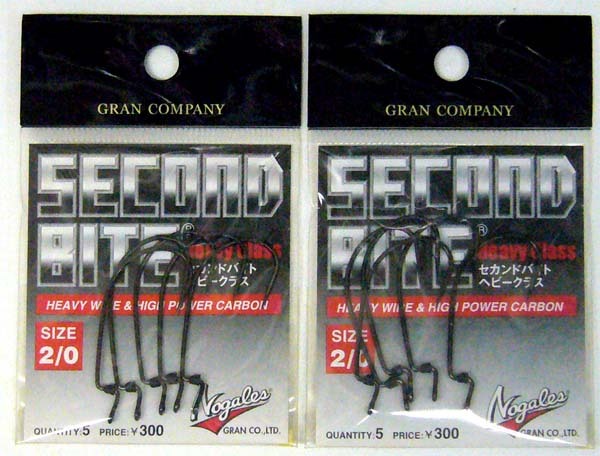 GRAN COMPANY
SECOND
BITE®
Heavy Class
セカンドバイト
ヘビークラス
HEAVY WIRE & HIGH POWER CARBON
SIZE
2/0
Nogales
QUANTITY:5 PRICE:¥300
GRAN CO.,LTD.
GRAN COMPANY
SECOND
BITE®
Heavy Class
セカンドバイト
ヘビークラス
HEAVY WIRE & HIGH POWER CARBON
SIZE
2/0
Nogales
QUANTITY:5 PRICE:¥300
GRAN CO.,LTD.